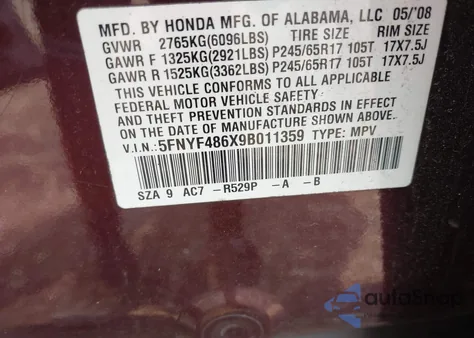 MFD. BY HONDA MFG. OF ALABAMA, LLC 05/'08
GVWR 2765KG(6096LBS) TIRE SIZE RIM SIZE
GAWR F 1325KG(2921LBS) P245/65R17 105T 17X7.5J
GAWR R 1525KG(3362LBS) P245/65R17 105T 17X7.5J
THIS VEHICLE CONFORMS TO ALL APPLICABLE
FEDERAL MOTOR VEHICLE SAFETY
AND THEFT PREVENTION STANDARDS IN EFFECT
ON THE DATE OF MANUFACTURE SHOWN ABOVE.
V.I.N.: 5FNYF486X9B011359 TYPE: MPV
SZA 9 AC7 -R529P -A -B
autoShop